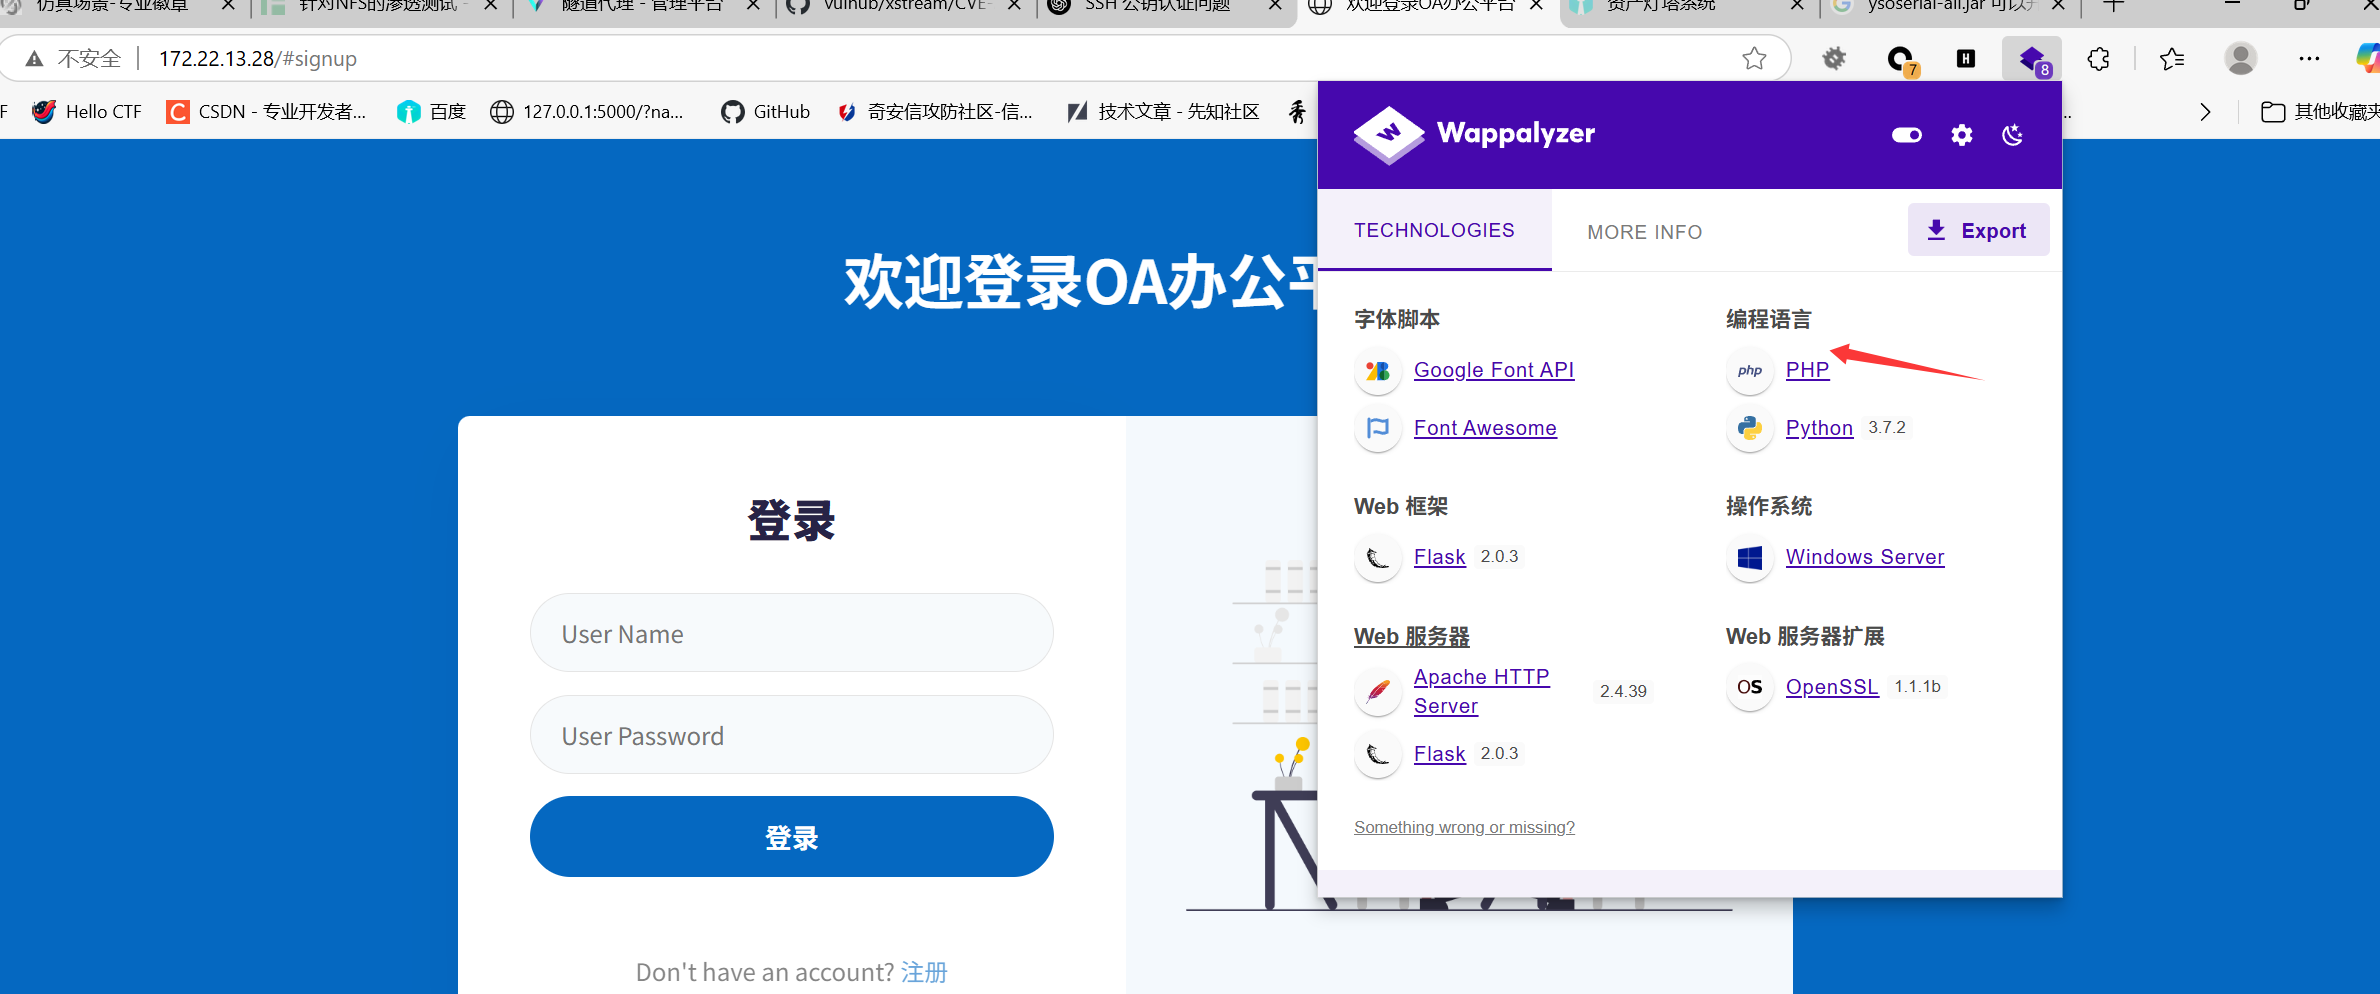 仿真场景-专业徽章
针对NFS的渗透测试 -
隧道代理 - 管理平台
vulhub/xstream/CVE-
SSH 公钥认证问题
欢迎登录OA办公平台
资产灯塔系统
ysoserial-all.jar 可以
不安全
172.22.13.28/#signup
7
H
8
F
Hello CTF
CSDN - 专业开发者...
百度
127.0.0.1:5000/?na...
GitHub
奇安信攻防社区-信...
技术文章 - 先知社区
..
其他收藏夹
Wappalyzer
TECHNOLOGIES
MORE INFO
Export
欢迎登录OA办公平
字体脚本
Google Font API
Font Awesome
编程语言
php
PHP
Python 3.7.2
Web 框架
Flask 2.0.3
操作系统
Windows Server
Web 服务器
Apache HTTP
Server
2.4.39
Flask 2.0.3
Web 服务器扩展
OS
OpenSSL 1.1.1b
Something wrong or missing?
登录
User Name
User Password
登录
Don't have an account? 注册